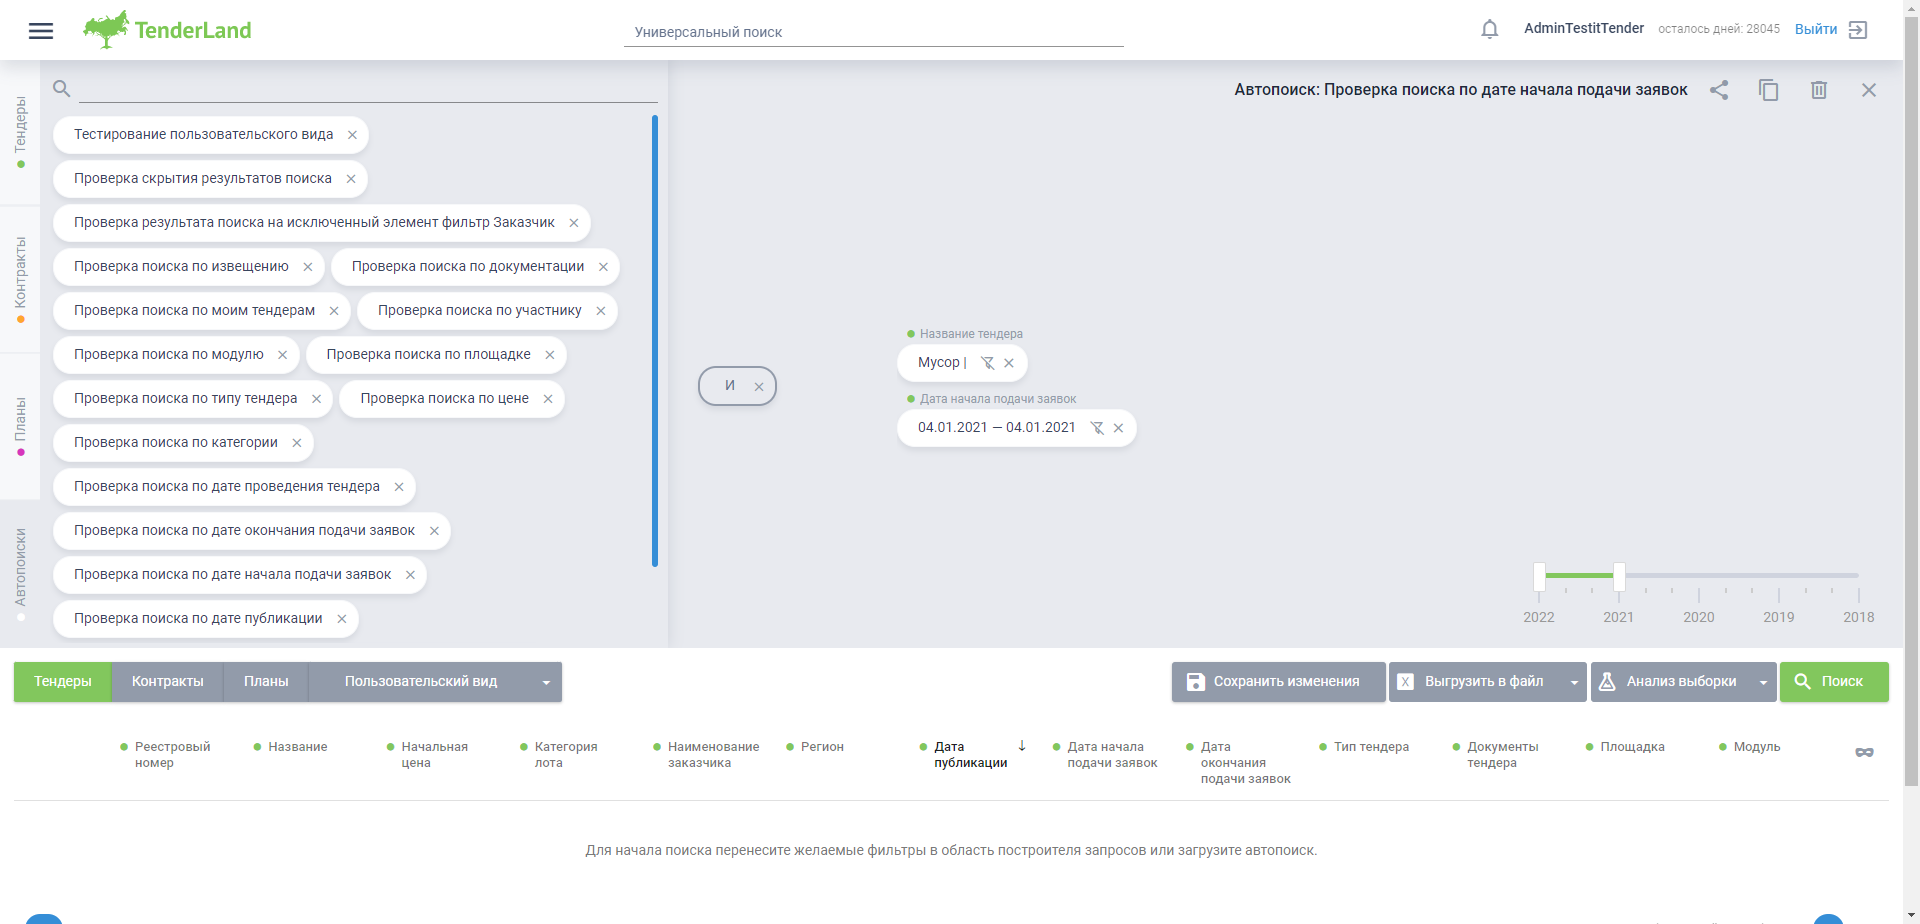 TenderLand
Универсальный поиск
AdminTestitTender
осталось дней: 28045
Выйти
Тендеры
Контракты
Планы
Автопоиски
Тестирование пользовательского вида
Проверка скрытия результатов поиска
Проверка результата поиска на исключенный элемент фильтр Заказчик
Проверка поиска по извещению
Проверка поиска по документации
Проверка поиска по моим тендерам
Проверка поиска по участнику
Проверка поиска по модулю
Проверка поиска по площадке
Проверка поиска по типу тендера
Проверка поиска по цене
Проверка поиска по категории
Проверка поиска по дате проведения тендера
Проверка поиска по дате окончания подачи заявок
Проверка поиска по дате начала подачи заявок
Проверка поиска по дате публикации
Автопоиск: Проверка поиска по дате начала подачи заявок
И
Название тендера
Мусор |
Дата начала подачи заявок
04.01.2021 — 04.01.2021
2022 2021 2020 2019 2018
Тендеры
Контракты
Планы
Пользовательский вид
Сохранить изменения
Выгрузить в файл
Анализ выборки
Поиск
Реестровый
номер
Название
Начальная
цена
Категория
лота
Наименование
заказчика
Регион
Дата
публикации
Дата начала
подачи заявок
Дата
окончания
подачи заявок
Тип тендера
Документы
тендера
Площадка
Модуль
Для начала поиска перенесите желаемые фильтры в область построителя запросов или загрузите автопоиск.